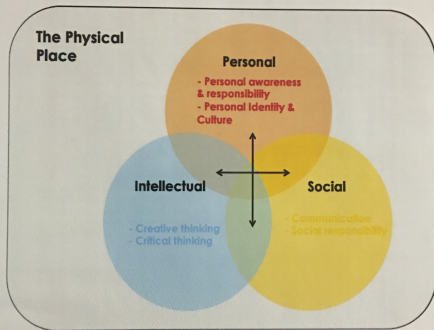 The Physical
Place
Personal
- Personal awareness
& responsibility
- Personal Identity &
Culture
Intellectual
- Creative thinking
- Critical thinking
Social
- Communication
- Social responsibility